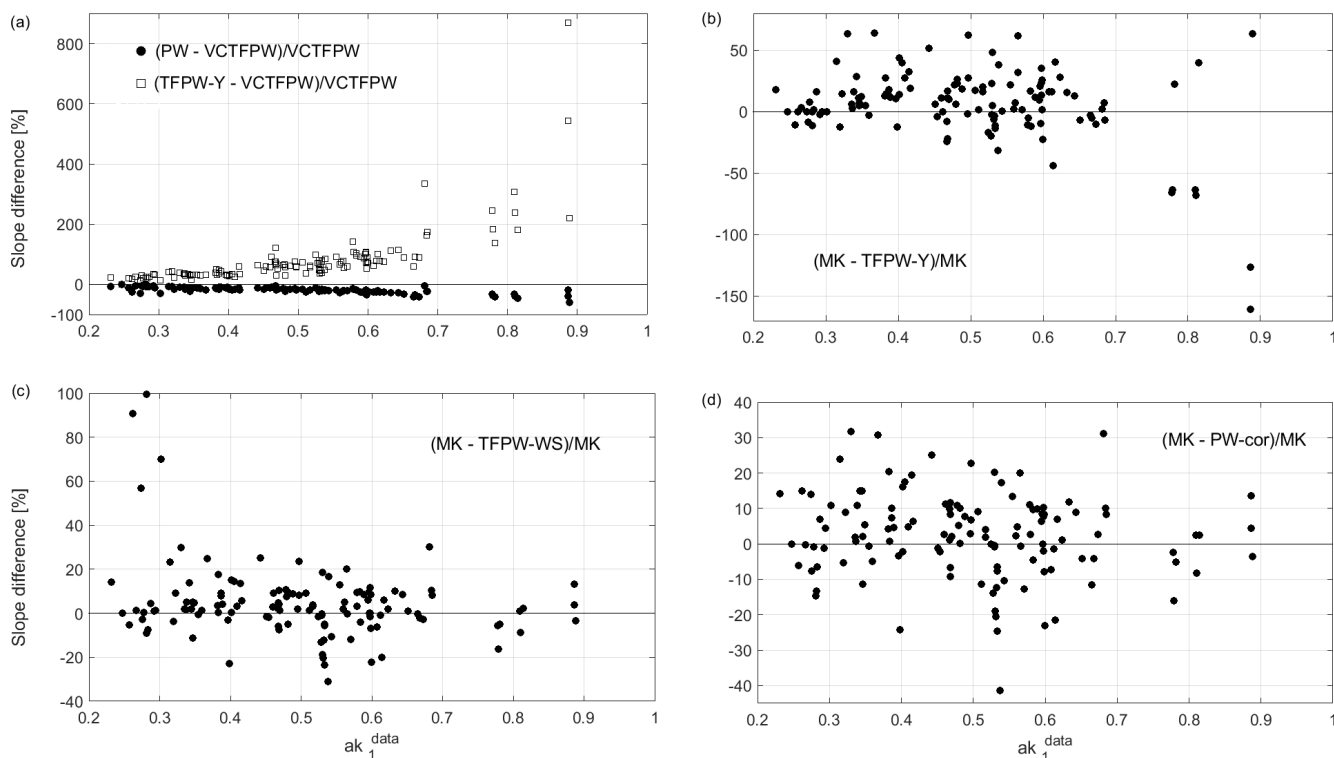 (a)
Slope difference [%]
800
600
400
200
0
-100
(PW - VCTFPW)/VCTFPW
(TFPW-Y - VCTFPW)/VCTFPW
0.2 0.3 0.4 0.5 0.6 0.7 0.8 0.9 1
(b)
50
0
-50
-100
-150
(MK - TFPW-Y)/MK
0.2 0.3 0.4 0.5 0.6 0.7 0.8 0.9 1
(c)
Slope difference [%]
100
80
60
40
20
0
-20
-40
(MK - TFPW-WS)/MK
0.2 0.3 0.4 0.5 0.6 0.7 0.8 0.9 1
ak 1 data
(d)
40
30
20
10
0
-10
-20
-30
-40
(MK - PW-cor)/MK
0.2 0.3 0.4 0.5 0.6 0.7 0.8 0.9 1
ak 1 data